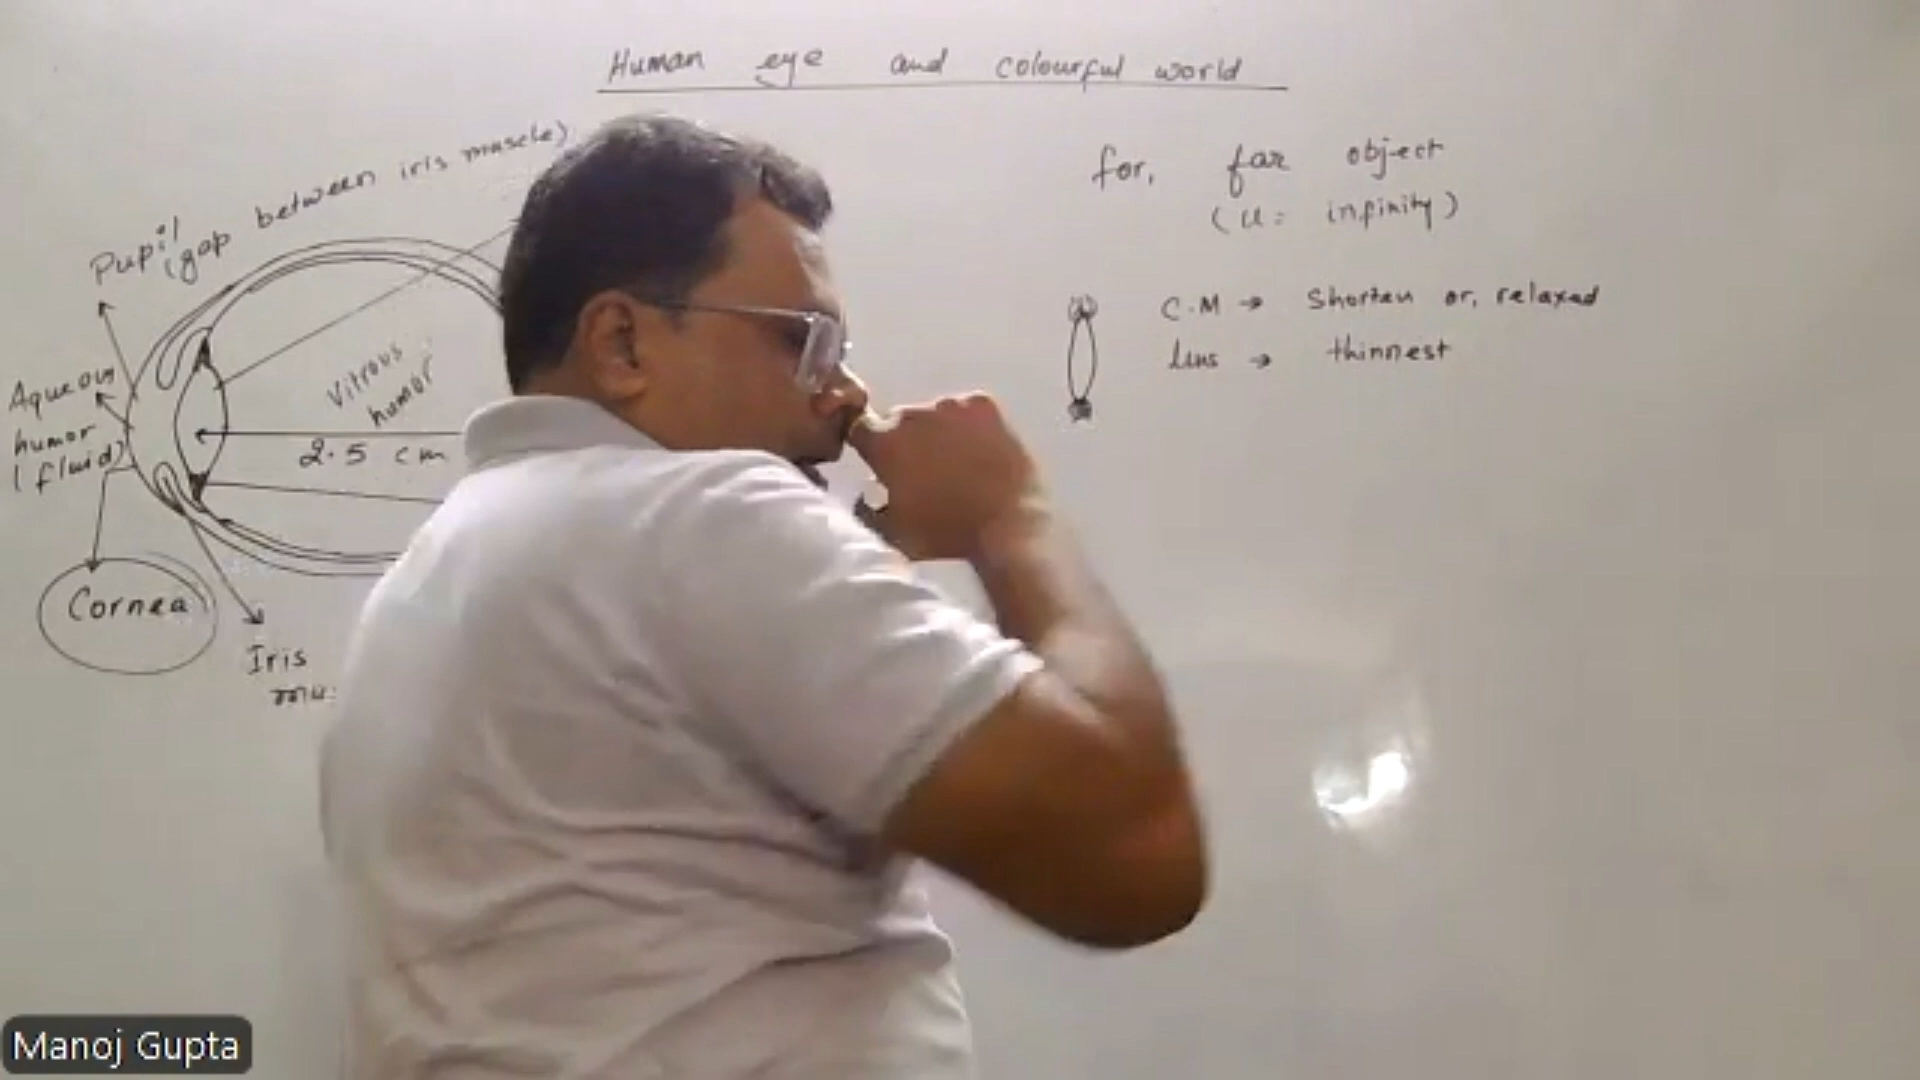 Human eye and colourful world
Pupil
(gap between iris muscle)
Aqueous
humor
(fluid)
Vitrous
humor
2.5 cm
Cornea
Iris
for, far object
(u = infinity)
C.M → Shorten or, relaxed
lens → thinnest
Manoj Gupta